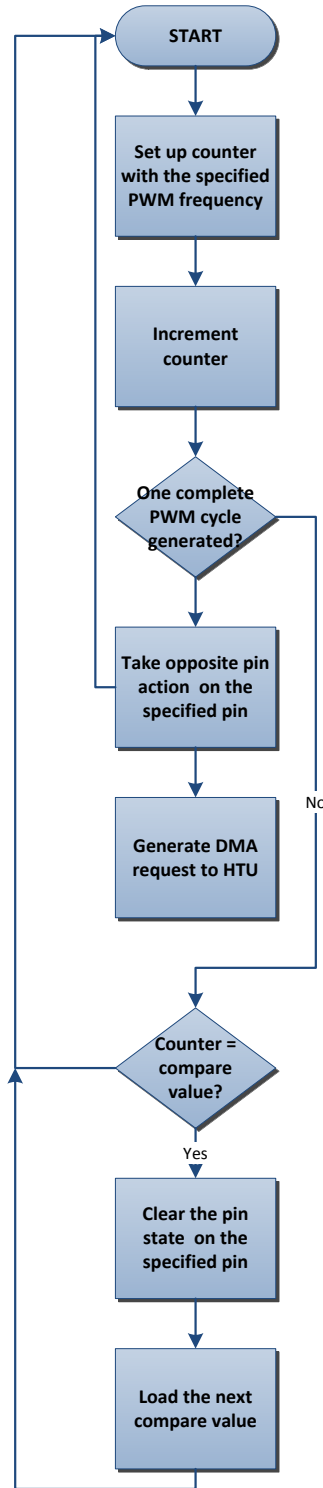 START
Set up counter
with the specified
PWM frequency
Increment
counter
One complete
PWM cycle
generated?
Take opposite pin
action on the
specified pin
Generate DMA
request to HTU
No
Counter =
compare
value?
Yes
Clear the pin
state on the
specified pin
Load the next
compare value